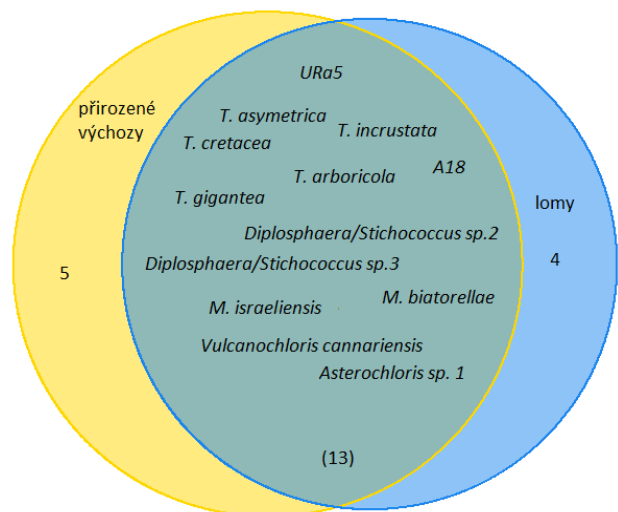 URa5
přirozené
výchozy
T. asymetrica
T. incrustata
T. cretacea
A18
T. arboricola
T. gigantea
lomy
Diplosphaera/Stichococcus sp.2
5
Diplosphaera/Stichococcus sp.3
4
M. israeliensis
M. biatorellae
Vulcanochloris cannariensis
Asterochloris sp. 1
(13)